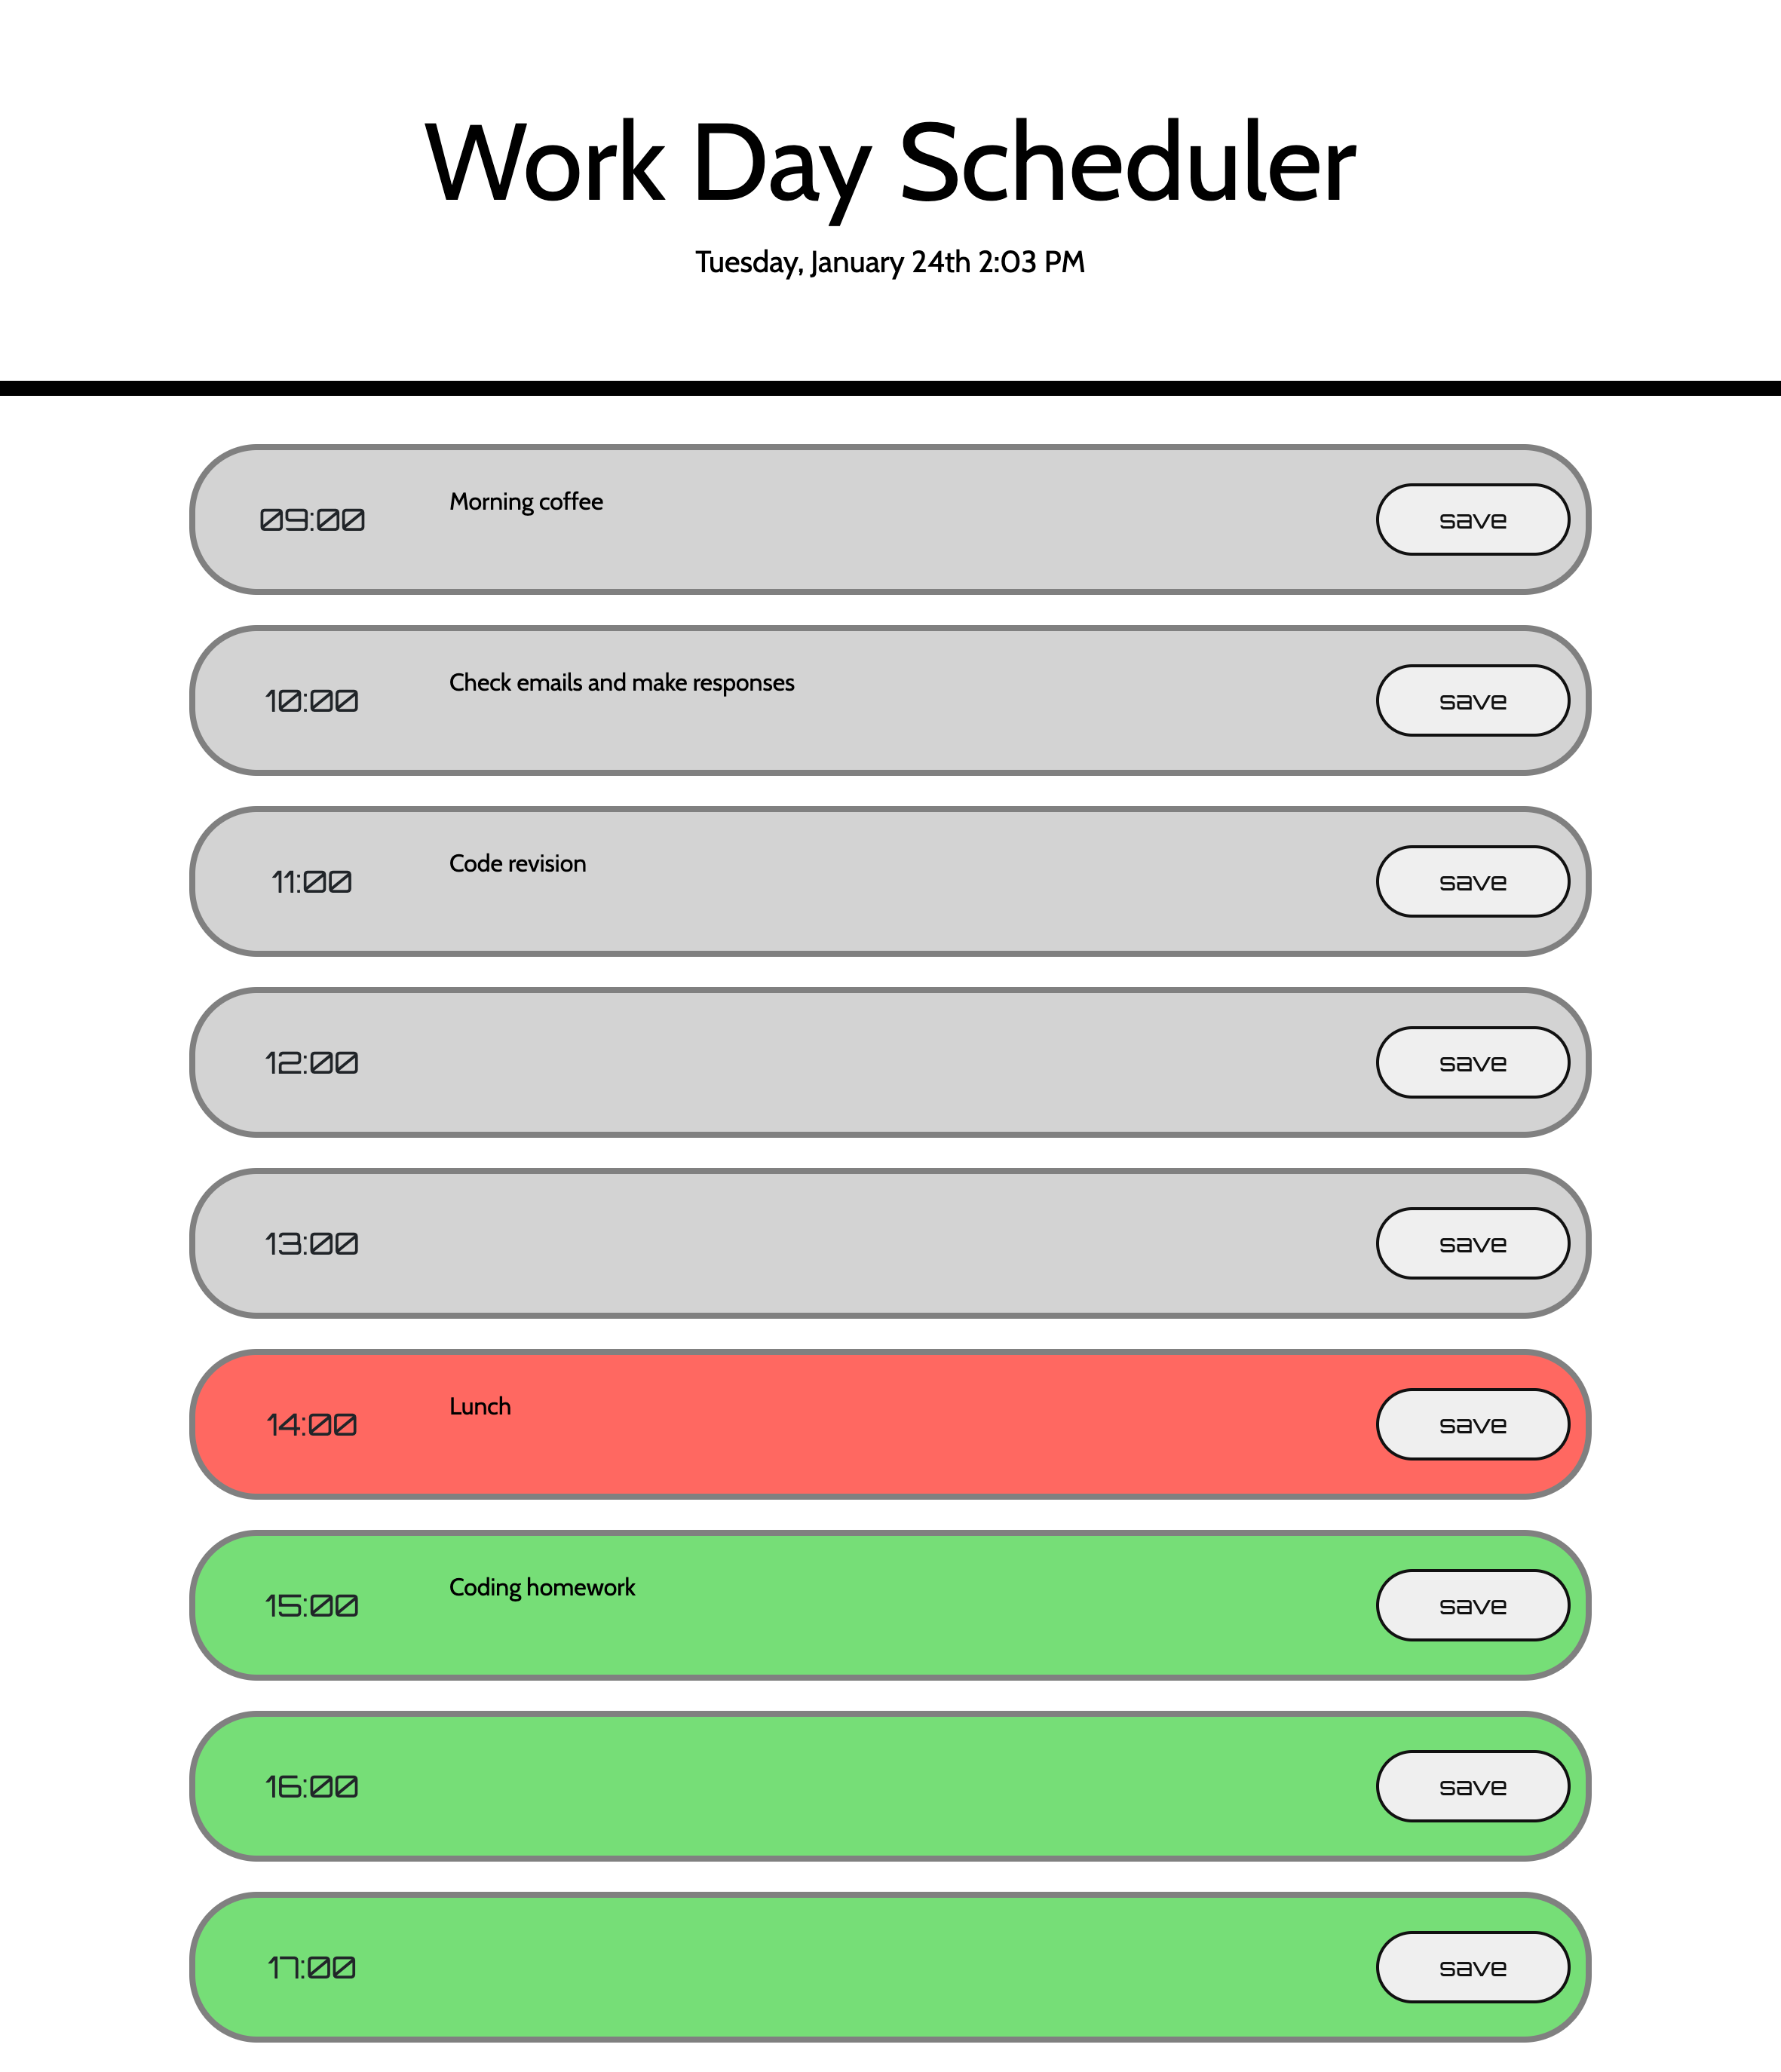 Work Day Scheduler
Tuesday, January 24th 2:03 PM
09:00 Morning coffee save
10:00 Check emails and make responses save
11:00 Code revision save
12:00 save
13:00 save
14:00 Lunch save
15:00 Coding homework save
16:00 save
17:00 save